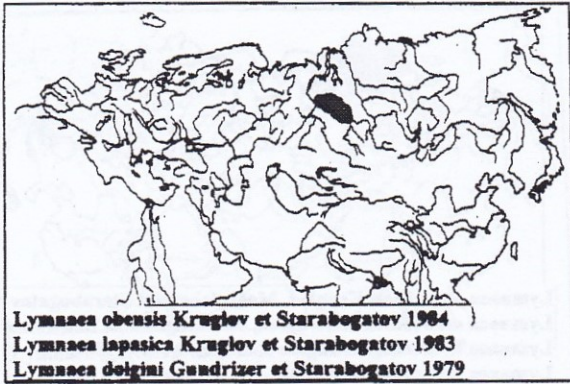 Lymnaea obensis Kruglov et Starabogatov 1984
Lymnaea lapasica Kruglov et Starabogatov 1983
Lymnaea dolgini Gundrizer et Starabogatov 1979